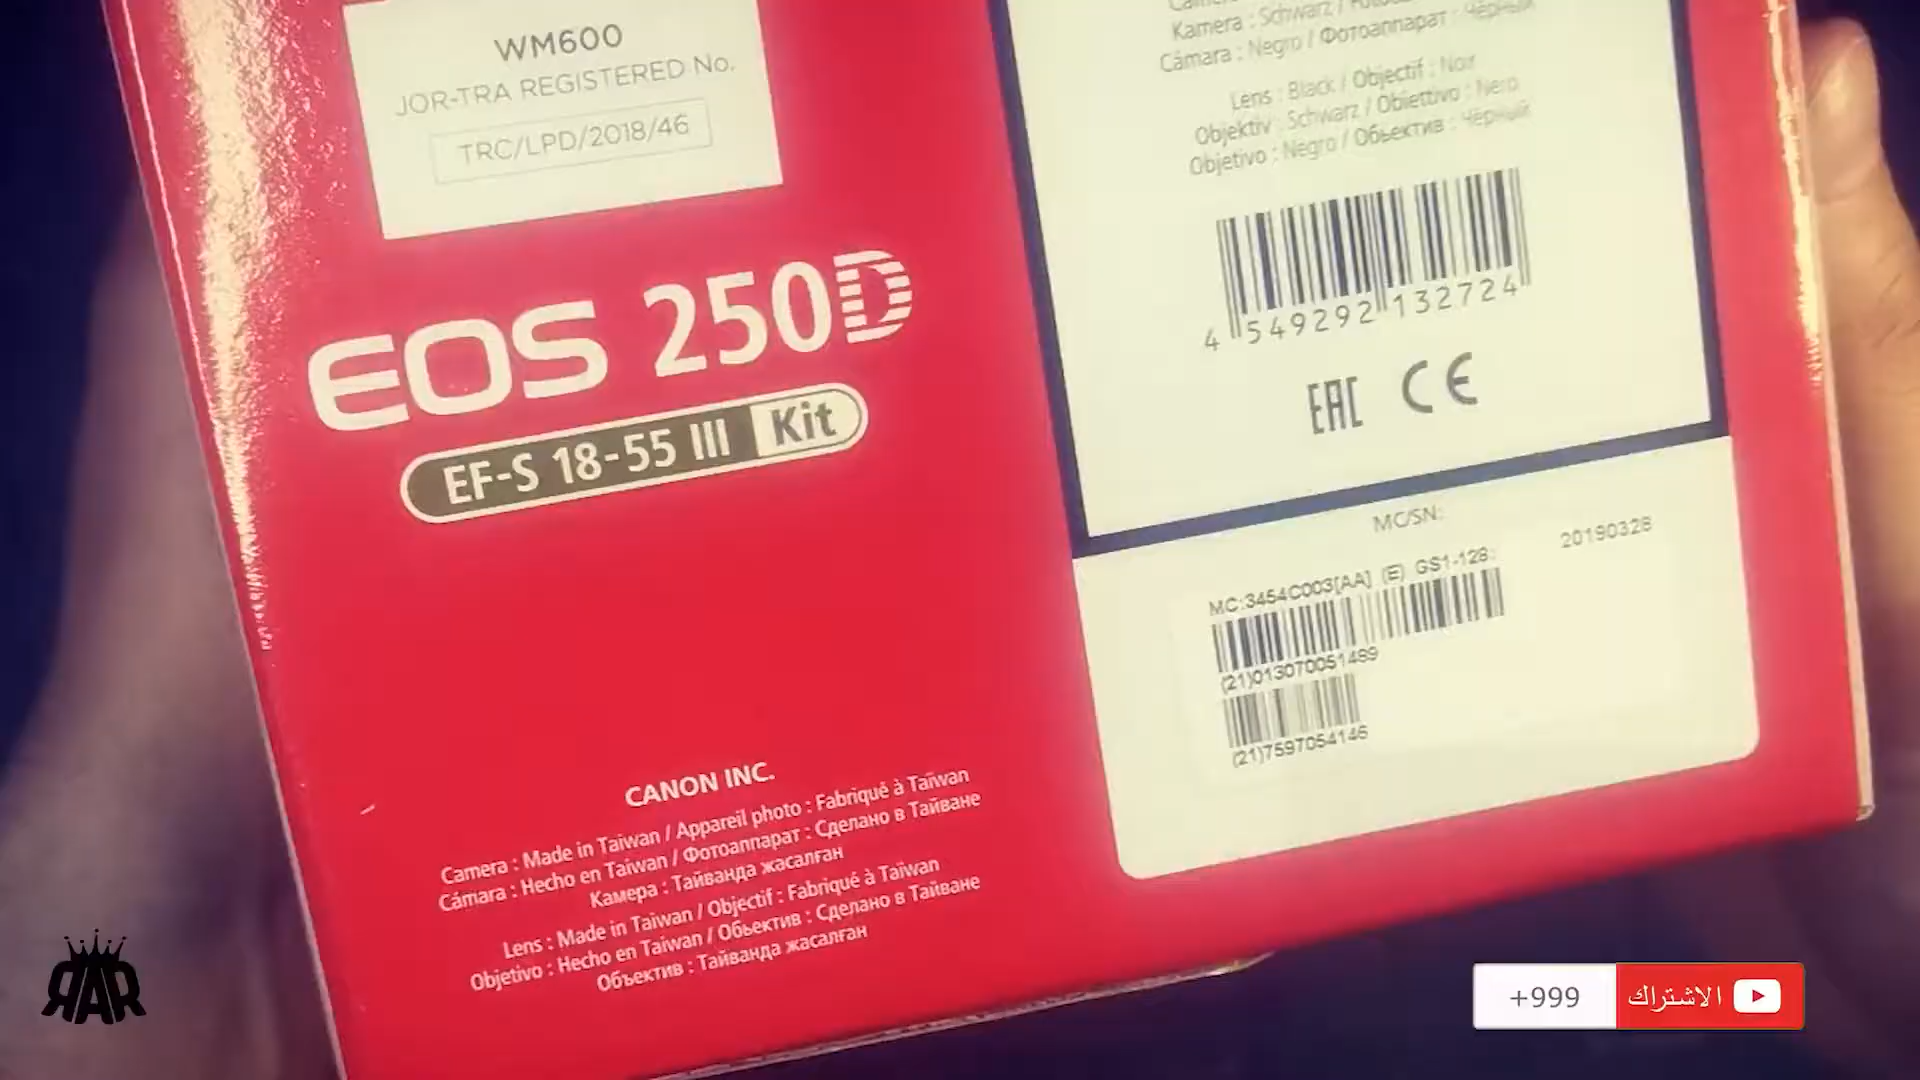 WM600
JOR-TRA REGISTERED No.
TRC/LPD/2018/46
EOS 250D
EF-S 18-55 III Kit
CANON INC.
Camera : Made in Taiwan / Appareil photo : Fabriqué à Taïwan
Cámara : Hecho en Taiwan / Фотоаппарат : Сделано в Тайване
Камера : Тайванда жасалған
Lens : Made in Taiwan / Objectif : Fabriqué à Taïwan
Objetivo : Hecho en Taiwan / Объектив : Сделано в Тайване
Объектив : Тайванда жасалған
Kamera : Schwarz /
Cámara : Negro / Фотоаппарат : Чёрный
Lens : Black / Objectif : Noir
Objektiv : Schwarz / Obiettivo : Nero
Objetivo : Negro / Объектив : Чёрный
4 549292 132724
EAC CE
MC/SN:
20190328
MC:3454C003[AA] (E) GS1-128:
(21)013070051489
(21)7597054146
RAR
+999 الاشتراك